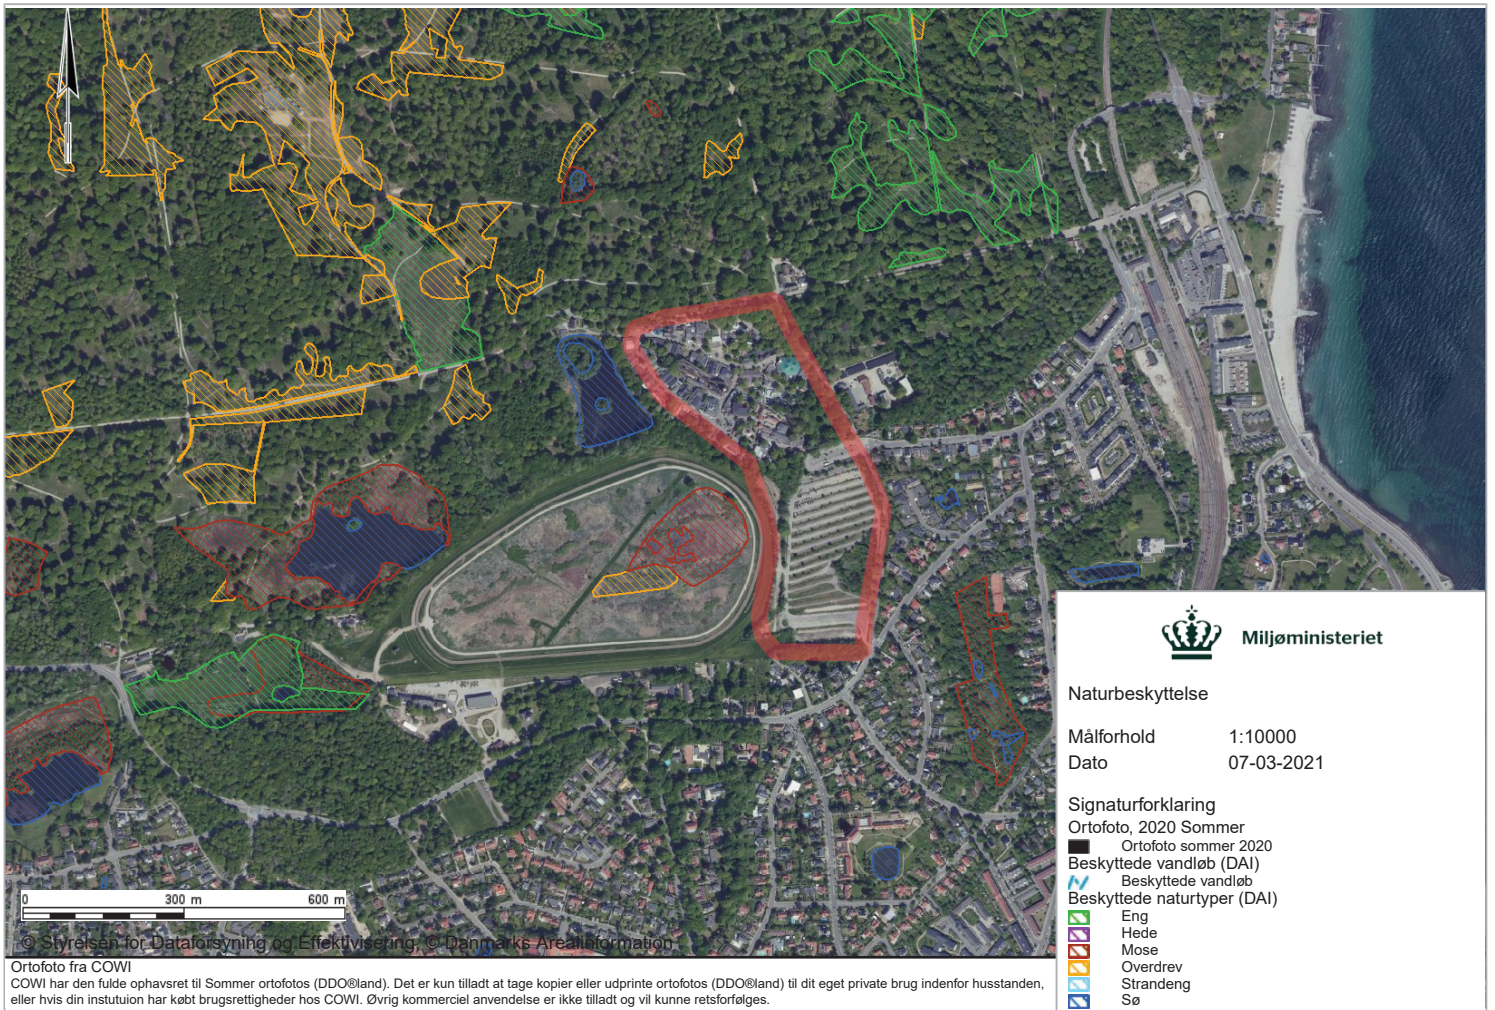 Miljøministeriet
Naturbeskyttelse
Målforhold 1:10000
Dato 07-03-2021
Signaturforklaring
Ortofoto, 2020 Sommer
Ortofoto sommer 2020
Beskyttede vandløb (DAI)
Beskyttede vandløb
Beskyttede naturtyper (DAI)
Eng
Hede
Mose
Overdrev
Strandeng
Sø
0 300 m 600 m
© Styrelsen for Dataforsyning og Effektivisering, © Danmarks Arealinformation
Ortofoto fra COWI
COWI har den fulde ophavsret til Sommer ortofotos (DDO®land). Det er kun tilladt at tage kopier eller udprinte ortofotos (DDO®land) til dit eget private brug indenfor husstanden,
eller hvis din instutuion har købt brugsrettigheder hos COWI. Øvrig kommerciel anvendelse er ikke tilladt og vil kunne retsforfølges.